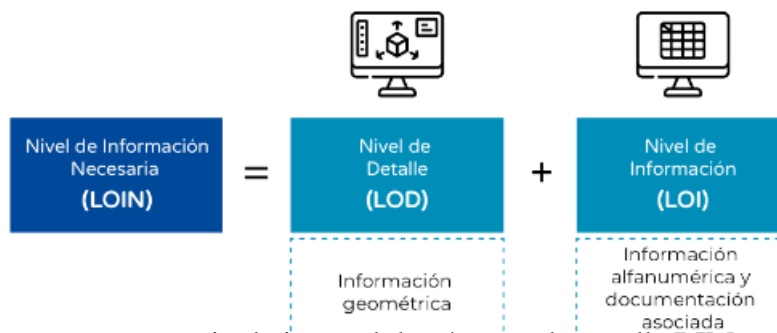 Nivel de Información
Necesaria
(LOIN)
=
Nivel de
Detalle
(LOD)
+
Nivel de
Información
(LOI)
Información
geométrica
Información
alfanumérica y
documentación
asociada